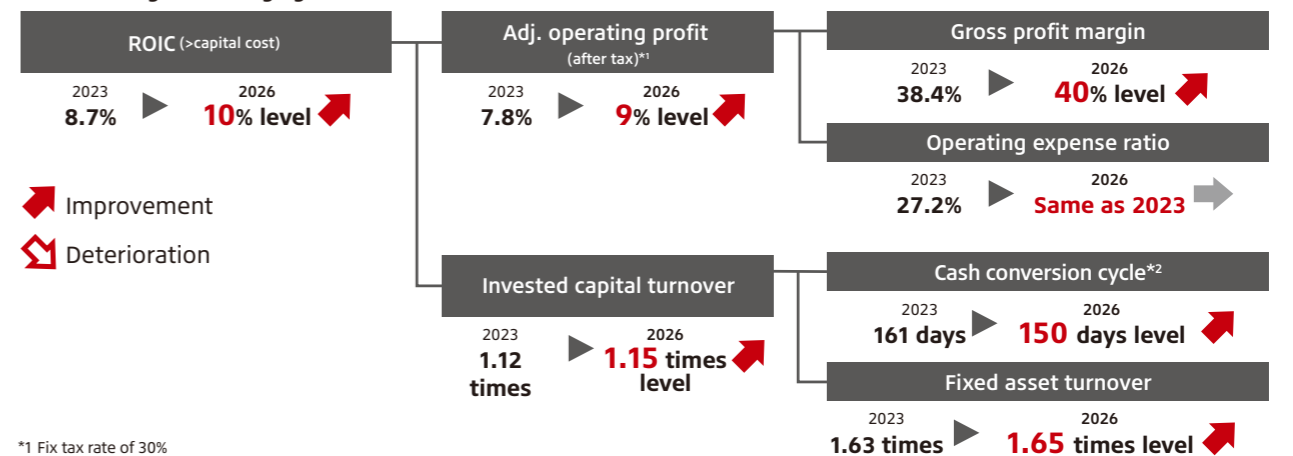 ROIC (>capital cost)
2023
8.7%
2026
10% level
Improvement
Deterioration
Adj. operating profit
(after tax)*1
2023
7.8%
2026
9% level
Gross profit margin
2023
38.4%
2026
40% level
Operating expense ratio
2023
27.2%
2026
Same as 2023
Invested capital turnover
2023
1.12
times
2026
1.15 times
level
Cash conversion cycle*2
2023
161 days
2026
150 days level
Fixed asset turnover
2023
1.63 times
2026
1.65 times level
*1 Fix tax rate of 30%